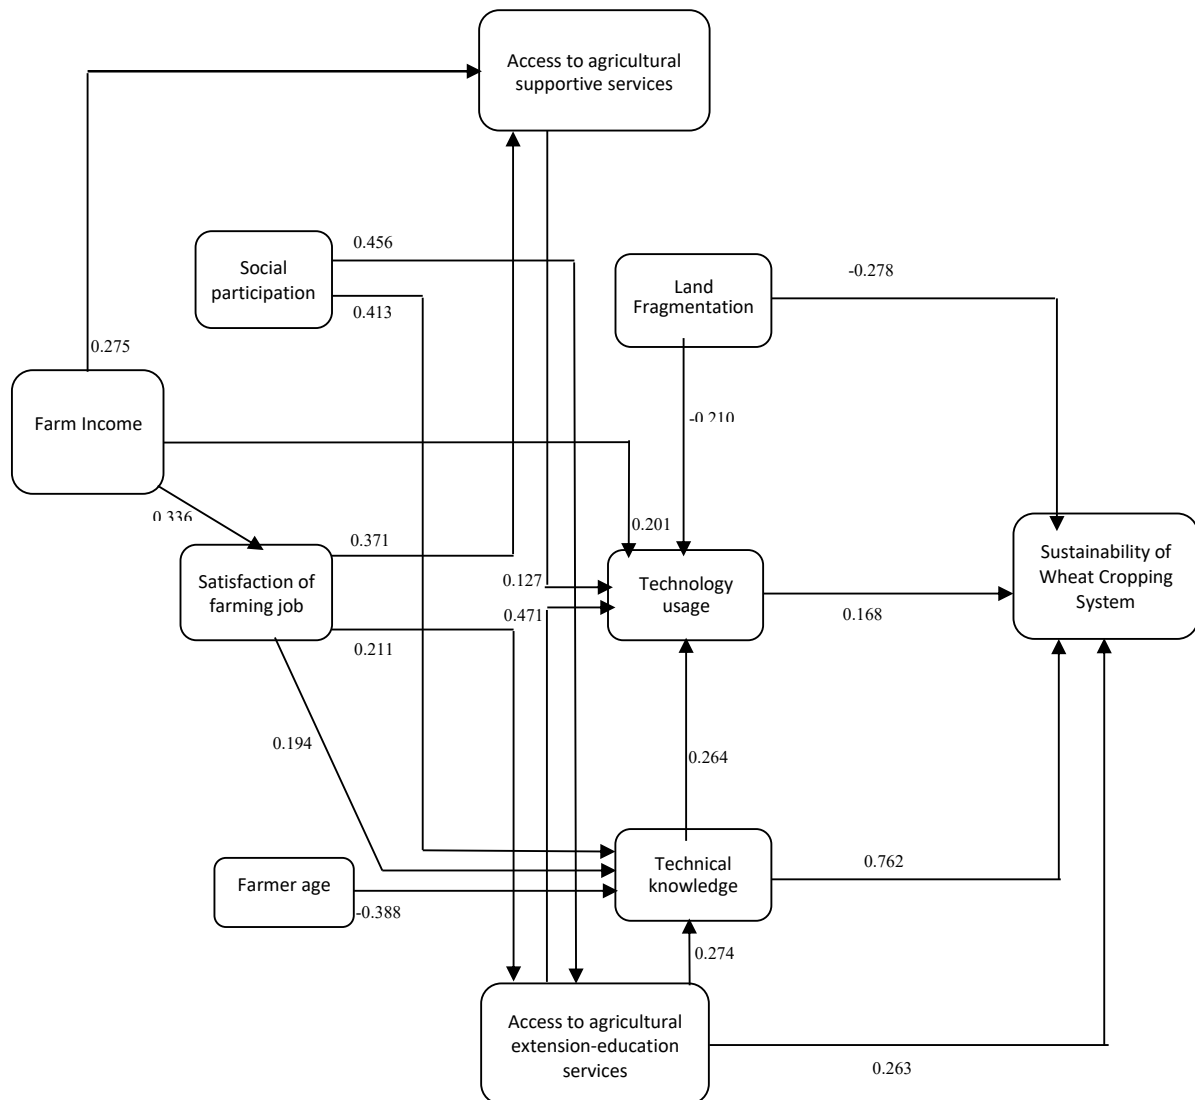 Access to agricultural
supportive services
0.456
Social
participation
0.413
Land
Fragmentation
-0.278
0.275
Farm Income
-0.210
0.336
0.371
0.201
Satisfaction of
farming job
0.127
0.471
Technology
usage
Sustainability of
Wheat Cropping
System
0.168
0.211
0.194
0.264
Technical
knowledge
0.762
Farmer age
-0.388
0.274
Access to agricultural
extension-education
services
0.263